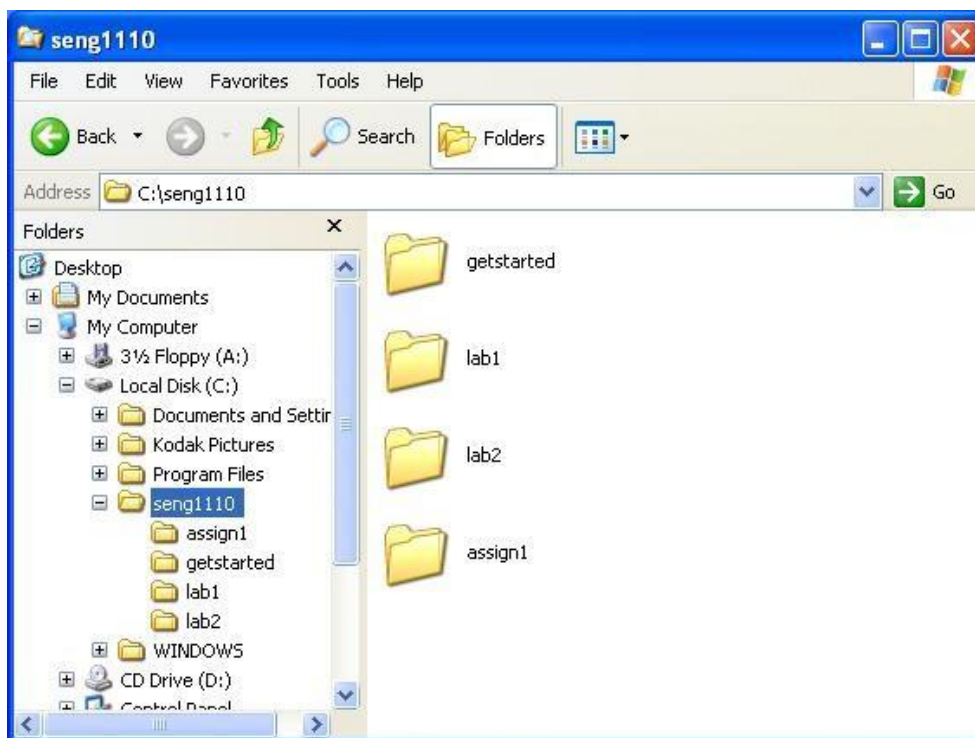 seng1110
File Edit View Favorites Tools Help
Back Search Folders
Address C:\seng1110 Go
Folders
Desktop
My Documents
My Computer
3½ Floppy (A:)
Local Disk (C:)
Documents and Settir
Kodak Pictures
Program Files
seng1110
assign1
getstarted
lab1
lab2
WINDOWS
CD Drive (D:)
Control Panel
getstarted
lab1
lab2
assign1